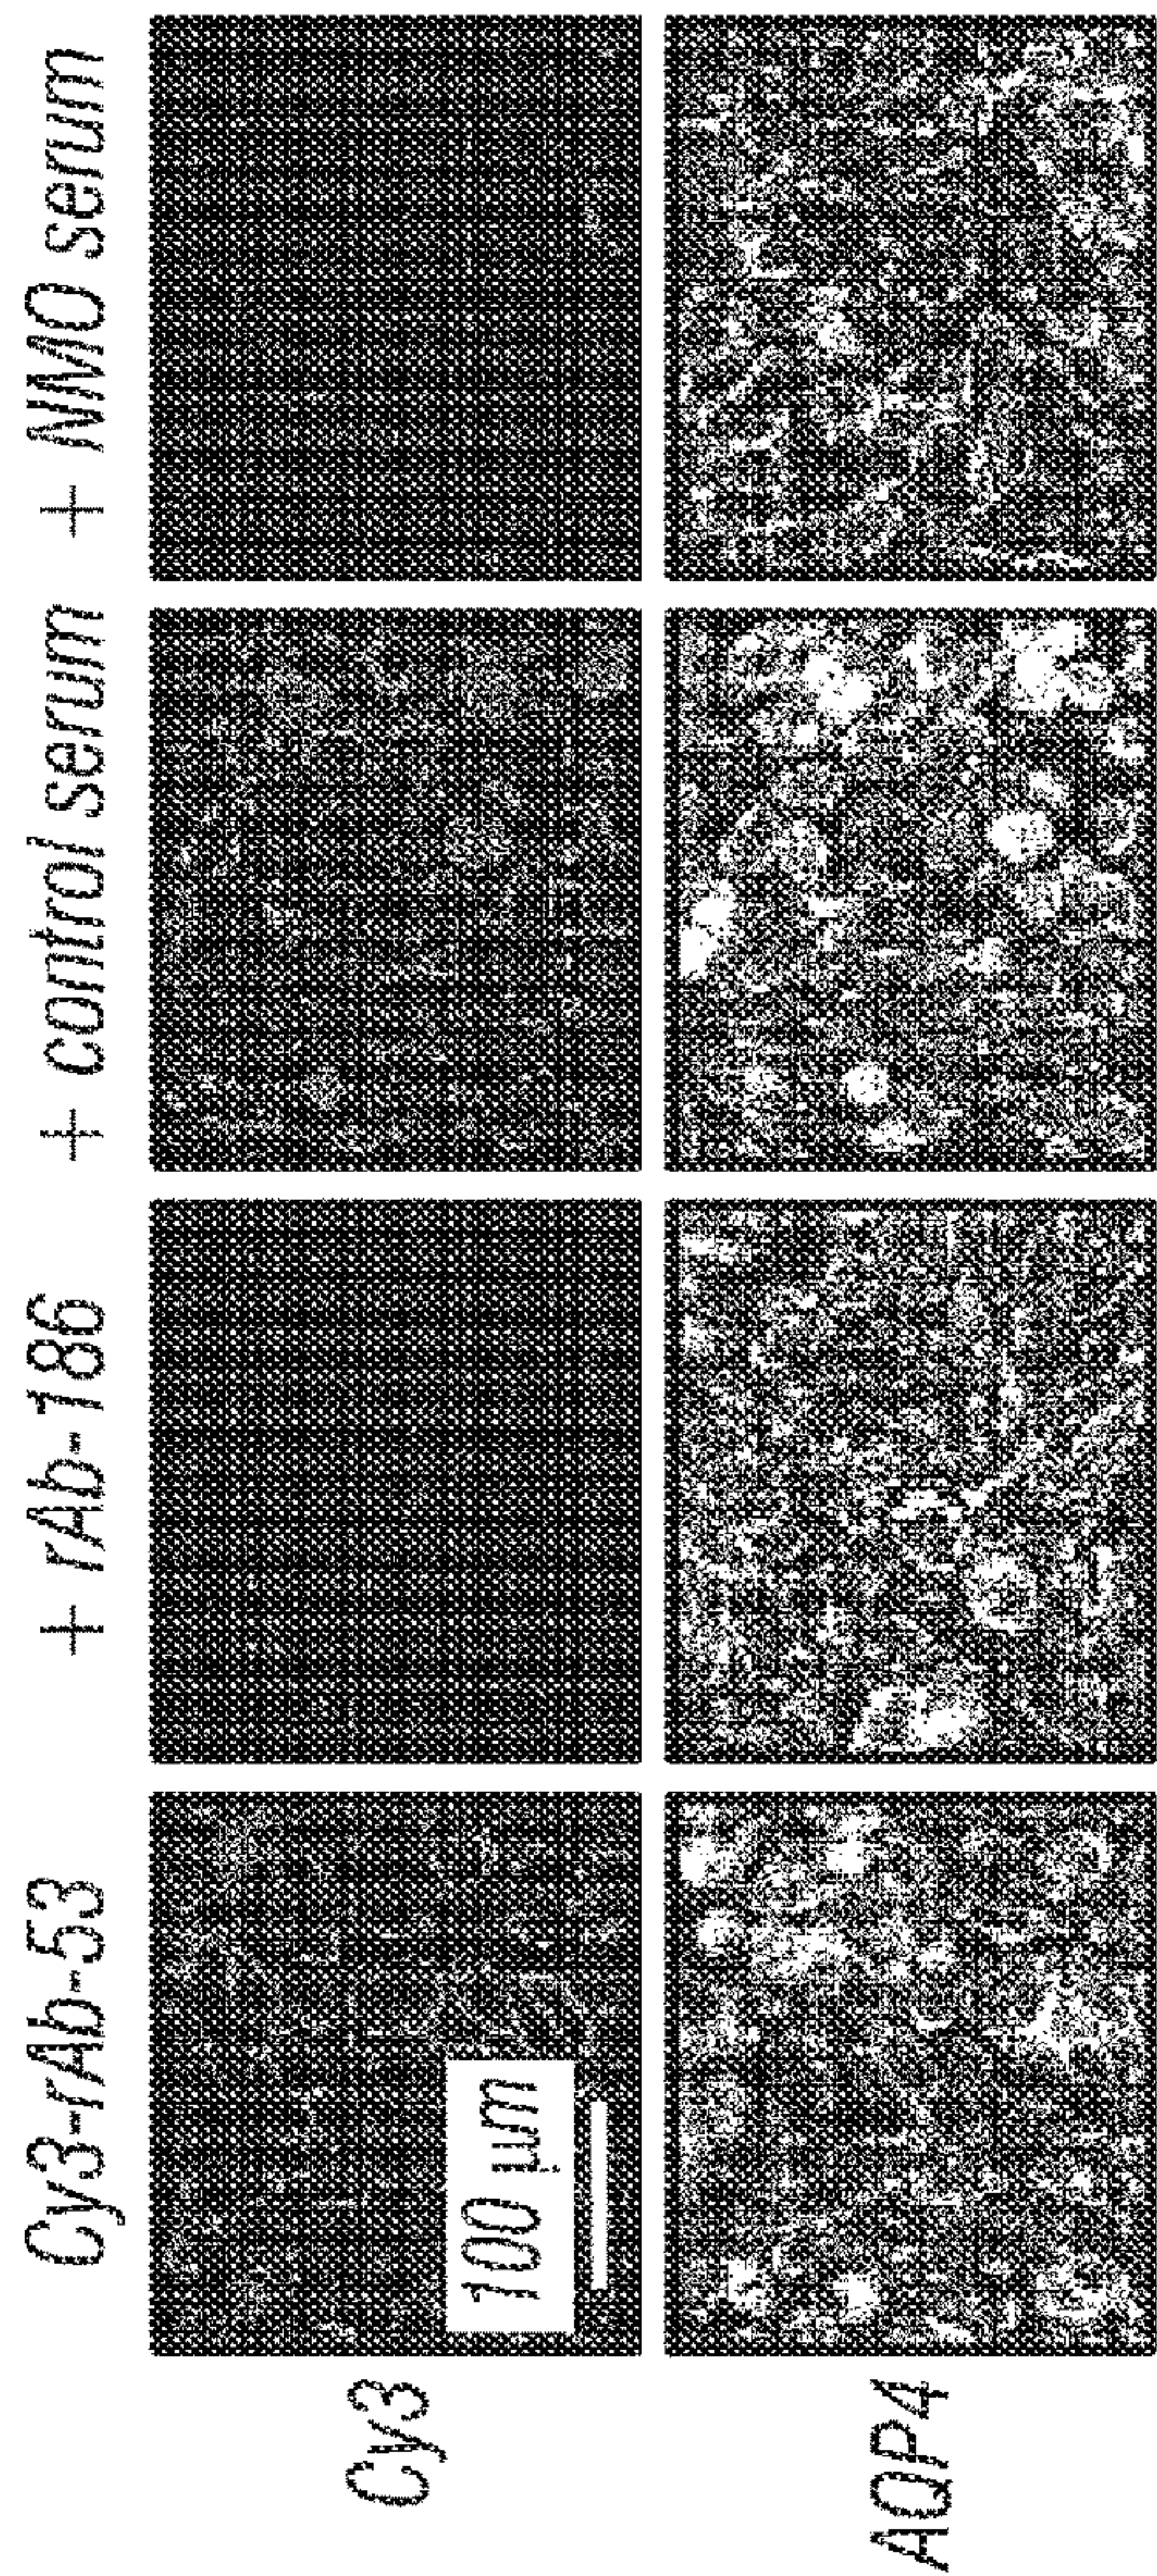 Cy3-rAb-53
+ rAb-186
+ control serum
+ NMO serum
Cy3
100 µm
AQP4